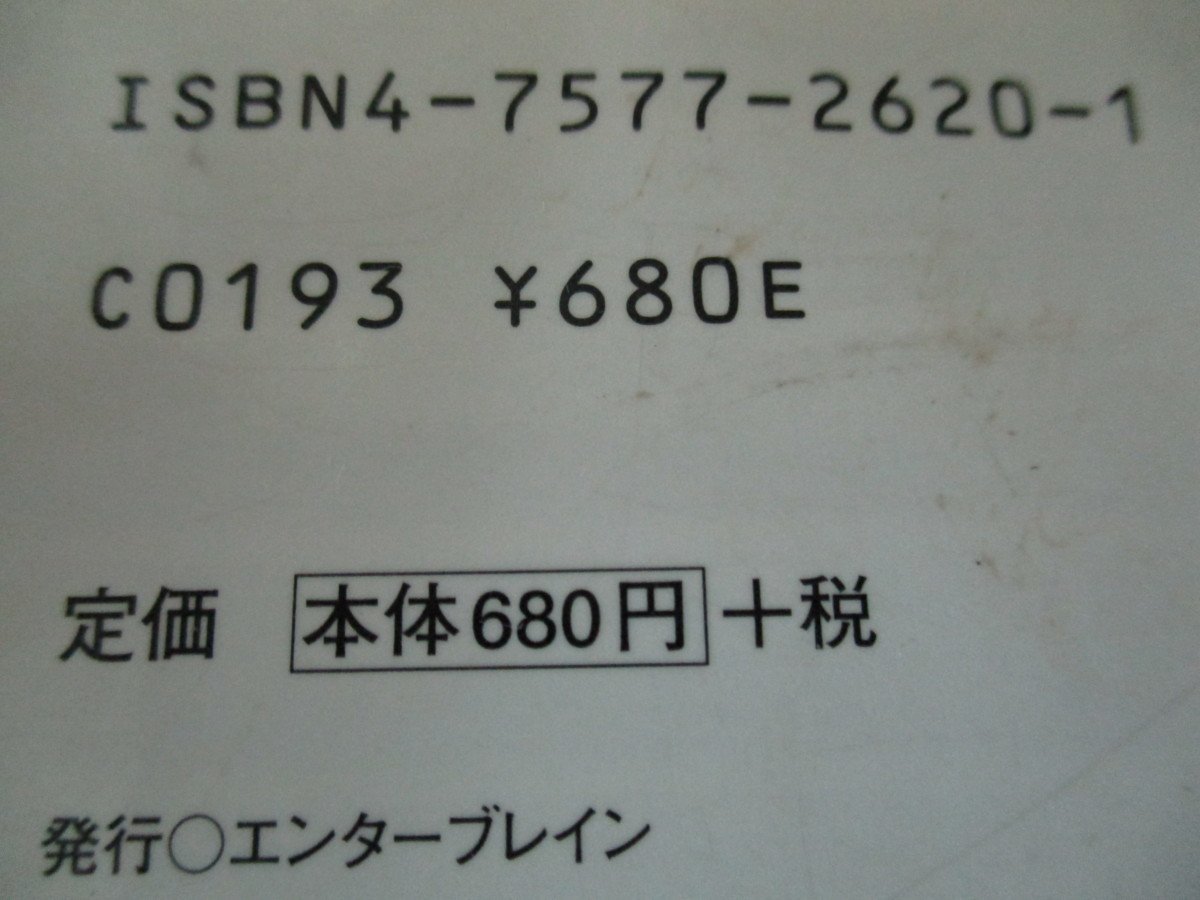 ISBN4-7577-2620-1
C0193 ¥680E
定価 本体680円+税
発行○エンターブレイン